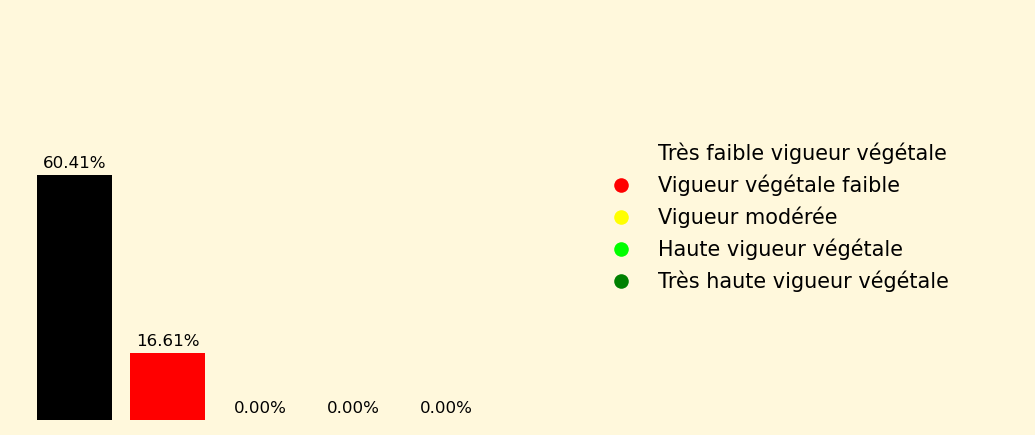 60.41%
16.61%
0.00% 0.00% 0.00%
Très faible vigueur végétale
Vigueur végétale faible
Vigueur modérée
Haute vigueur végétale
Très haute vigueur végétale